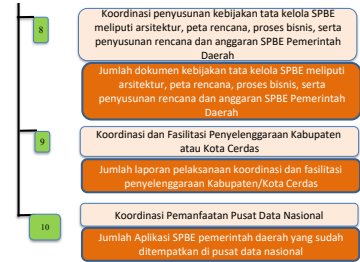 8
Koordinasi penyusunan kebijakan tata kelola SPBE
meliputi arsitektur, peta rencana, proses bisnis, serta
penyusunan rencana dan anggaran SPBE Pemerintah
Daerah
Jumlah dokumen kebijakan tata kelola SPBE meliputi
arsitektur, peta rencana, proses bisnis, serta
penyusunan rencana dan anggaran SPBE Pemerintah
Daerah
9
Koordinasi dan Fasilitasi Penyelenggaraan Kabupaten
atau Kota Cerdas
Jumlah laporan pelaksanaan koordinasi dan fasilitasi
penyelenggaraan Kabupaten/Kota Cerdas
10
Koordinasi Pemanfaatan Pusat Data Nasional
Jumlah Aplikasi SPBE pemerintah daerah yang sudah
ditempatkan di pusat data nasional